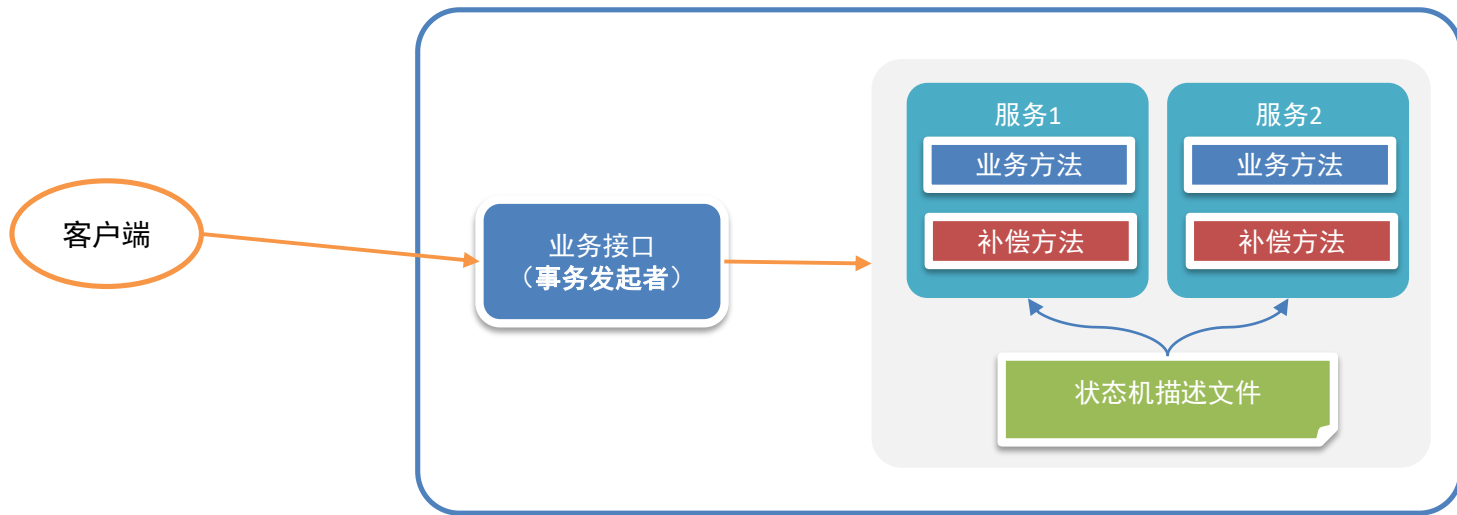 客户端
业务接口
（事务发起者）
服务1
业务方法
补偿方法
服务2
业务方法
补偿方法
状态机描述文件